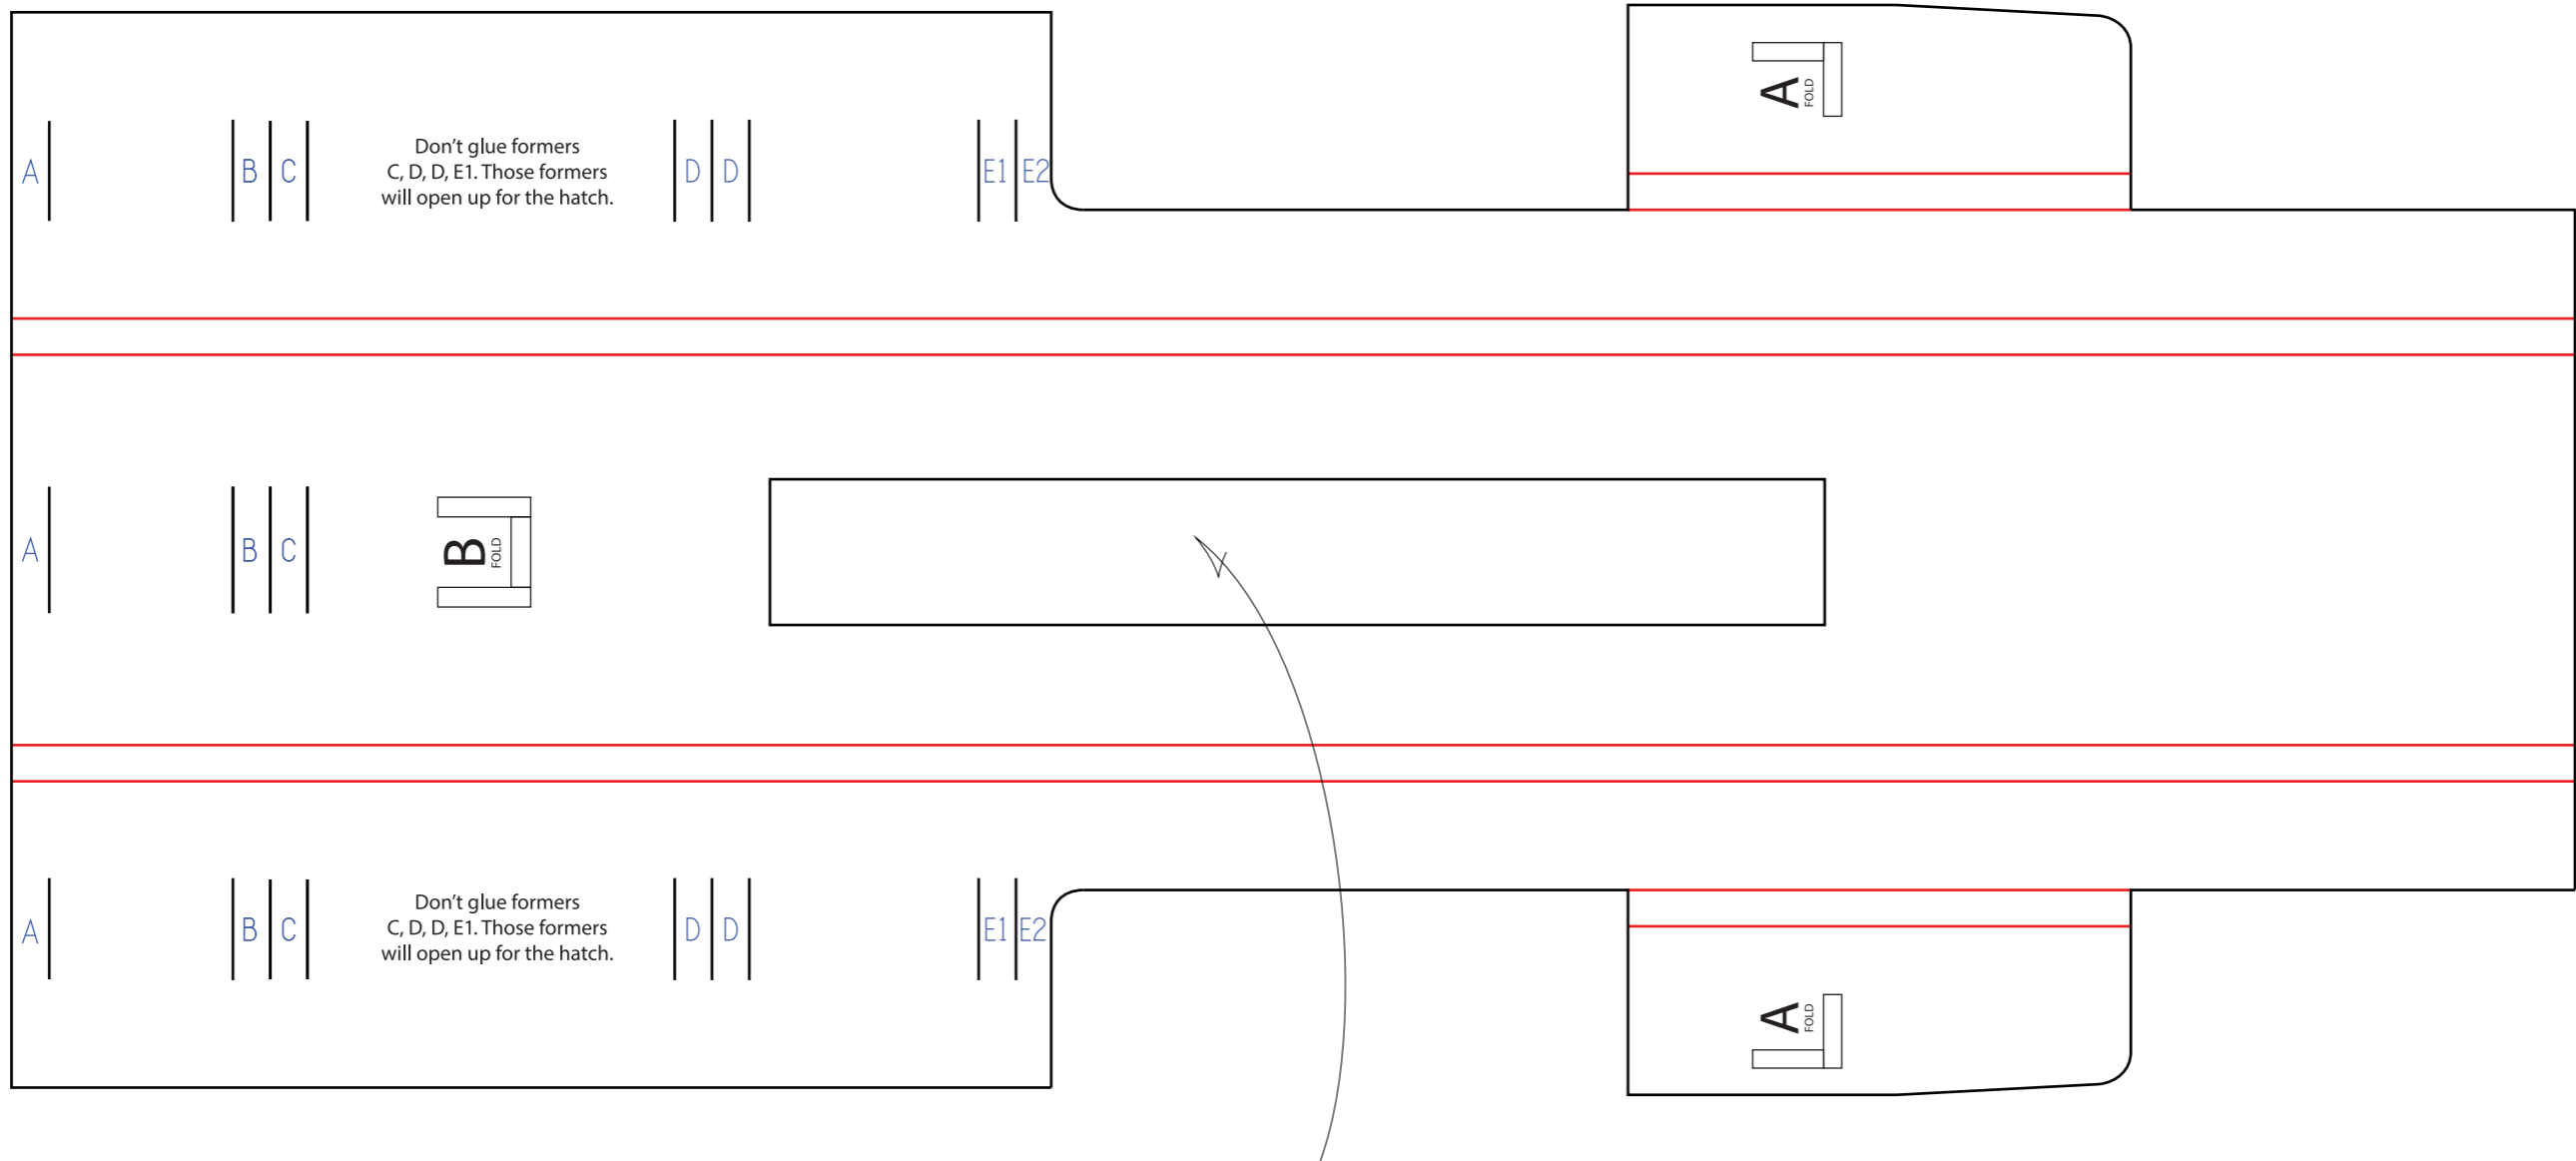 A
FOLD
A
B
C
Don't glue formers
C, D, D, E1. Those formers
will open up for the hatch.
D
D
E1
E2
A
B
C
B
FOLD
A
B
C
Don't glue formers
C, D, D, E1. Those formers
will open up for the hatch.
D
D
E1
E2
A
FOLD